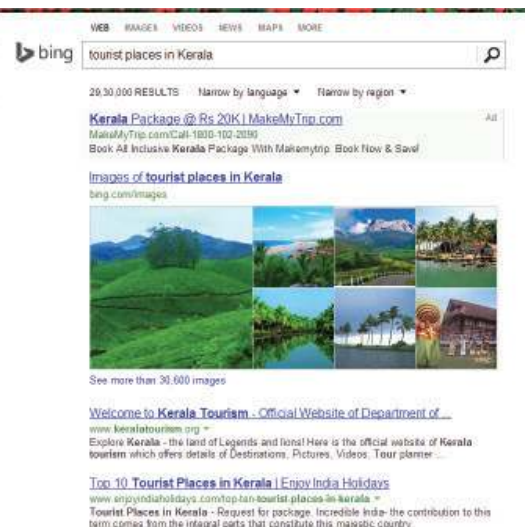 WEB IMAGES VIDEOS NEWS MAPS MORE
bing
tourist places in Kerala
29,30,000 RESULTS Narrow by language Narrow by region
Kerala Package @ Rs 20K | MakeMyTrip.com
Ad
MakeMyTrip.com/Call-1800-102-2090
Book All Inclusive Kerala Package With Makemytrip. Book Now & Save!
Images of tourist places in Kerala
bing.com/images
See more than 30,600 images
Welcome to Kerala Tourism - Official Website of Department of ...
www.keralatourism.org
Explore Kerala - the land of Legends and lions! Here is the official website of Kerala
tourism which offers details of Destinations, Pictures, Videos, Tour planner ...
Top 10 Tourist Places in Kerala | Enjoy India Holidays
www.enjoyindiaholidays.com/top-ten-tourist-places-in-kerala
Tourist Places in Kerala - Request for package. Incredible India- the contribution to this
term comes from the integral parts that constitute this majestic country